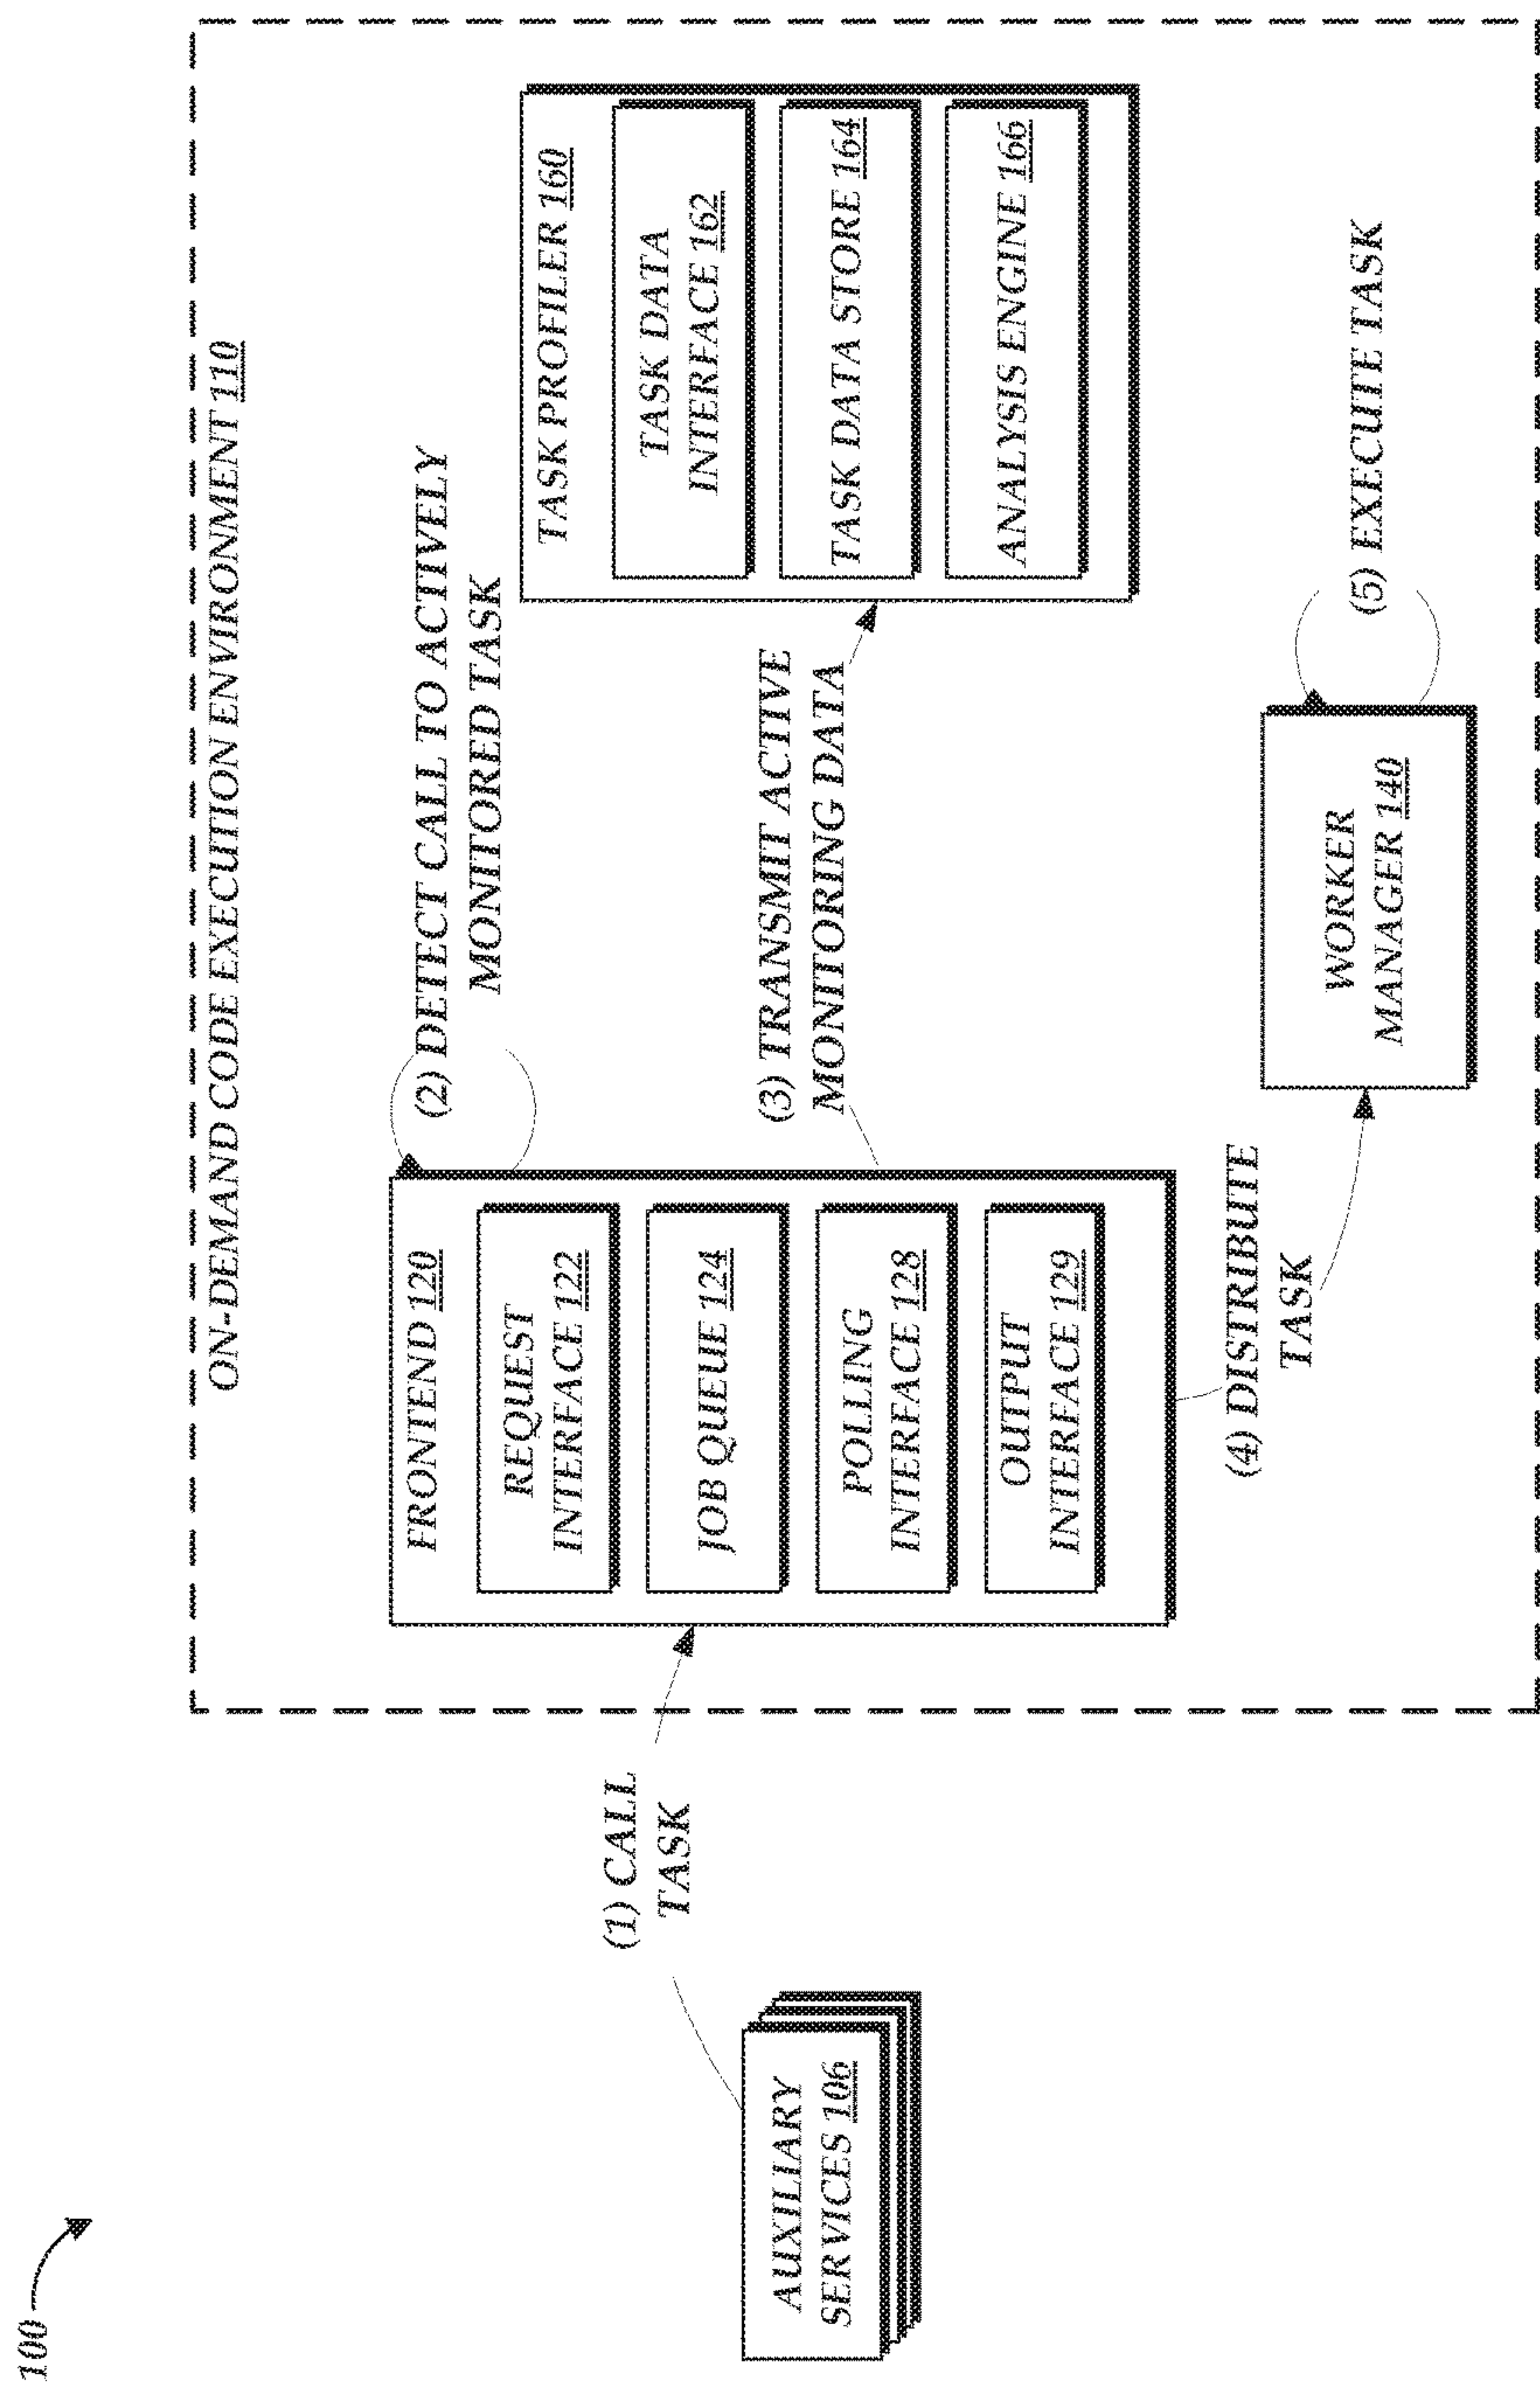 100
ON-DEMAND CODE EXECUTION ENVIRONMENT 110
AUXILIARY
SERVICES 106
(1) CALL
TASK
FRONTEND 120
REQUEST
INTERFACE 122
JOB QUEUE 124
POLLING
INTERFACE 128
OUTPUT
INTERFACE 129
(2) DETECT CALL TO ACTIVELY
MONITORED TASK
(3) TRANSMIT ACTIVE
MONITORING DATA
TASK PROFILER 160
TASK DATA
INTERFACE 162
TASK DATA STORE 164
ANALYSIS ENGINE 166
(4) DISTRIBUTE
TASK
WORKER
MANAGER 140
(5) EXECUTE TASK